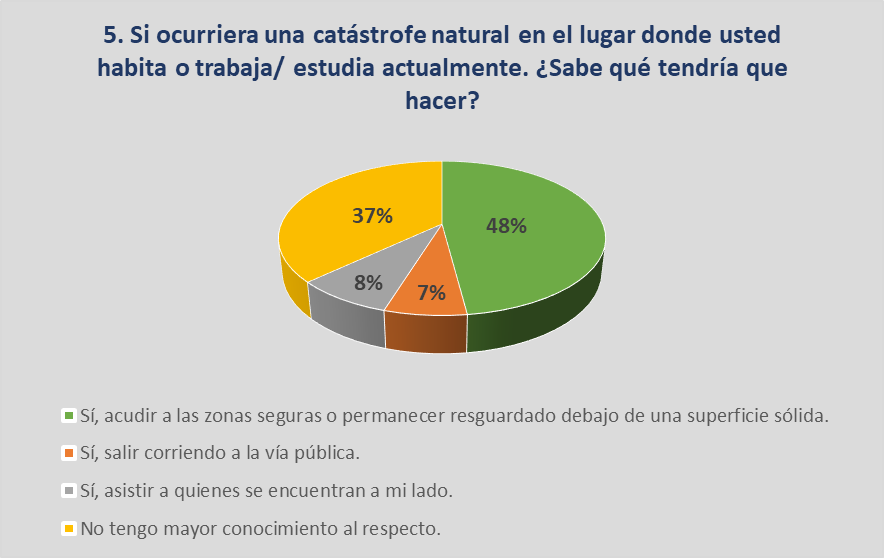 5. Si ocurriera una catástrofe natural en el lugar donde usted
habita o trabaja/ estudia actualmente. ¿Sabe qué tendría que
hacer?
37%
48%
8%
7%
Sí, acudir a las zonas seguras o permanecer resguardado debajo de una superficie sólida.
Sí, salir corriendo a la vía pública.
Sí, asistir a quienes se encuentran a mi lado.
No tengo mayor conocimiento al respecto.